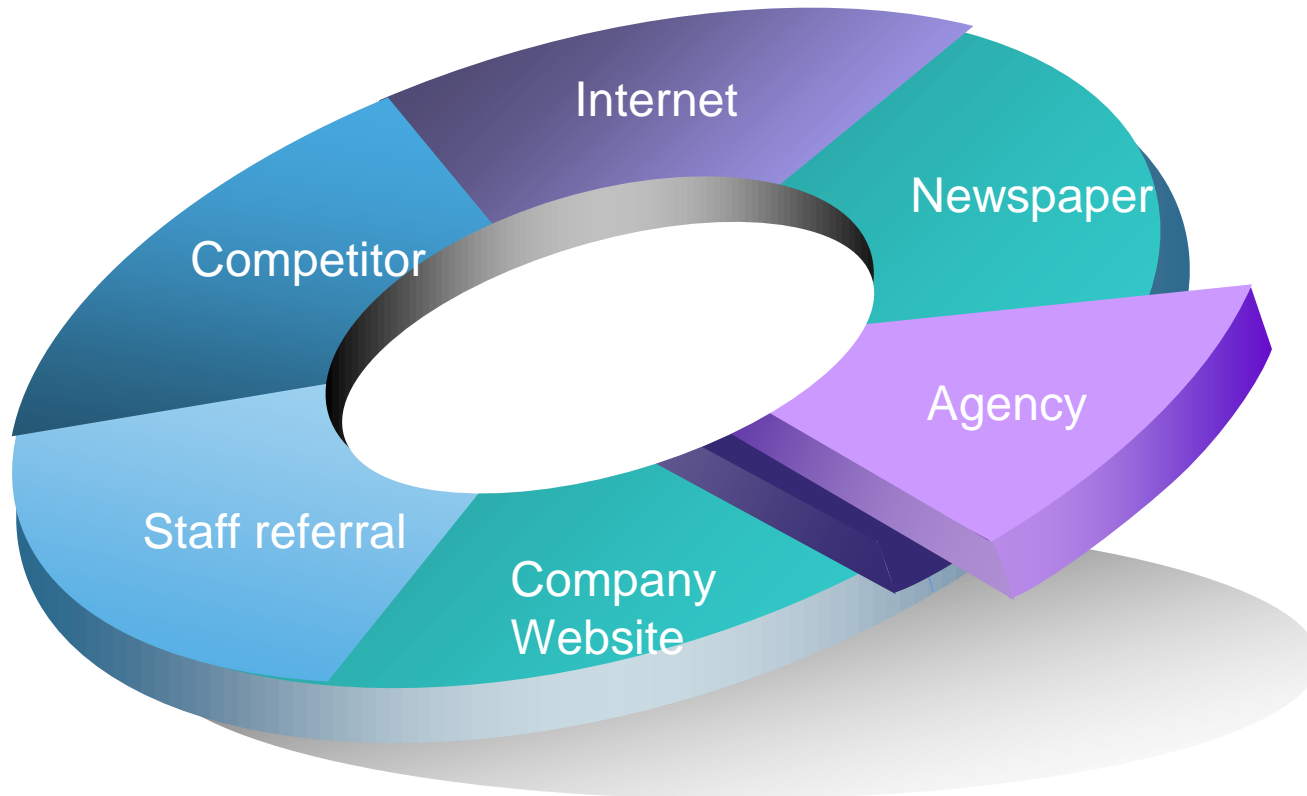 Internet
Newspaper
Competitor
Agency
Staff referral
Company
Website